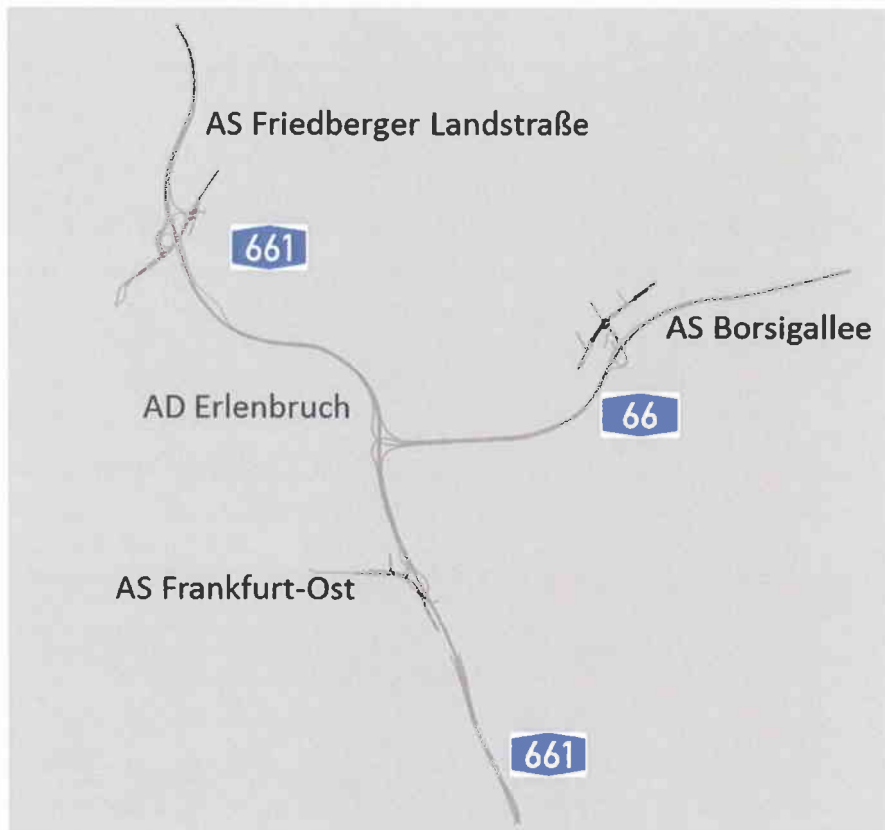 AS Friedberger Landstraße
661
AS Borsigallee
AD Erlenbruch
66
AS Frankfurt-Ost
661